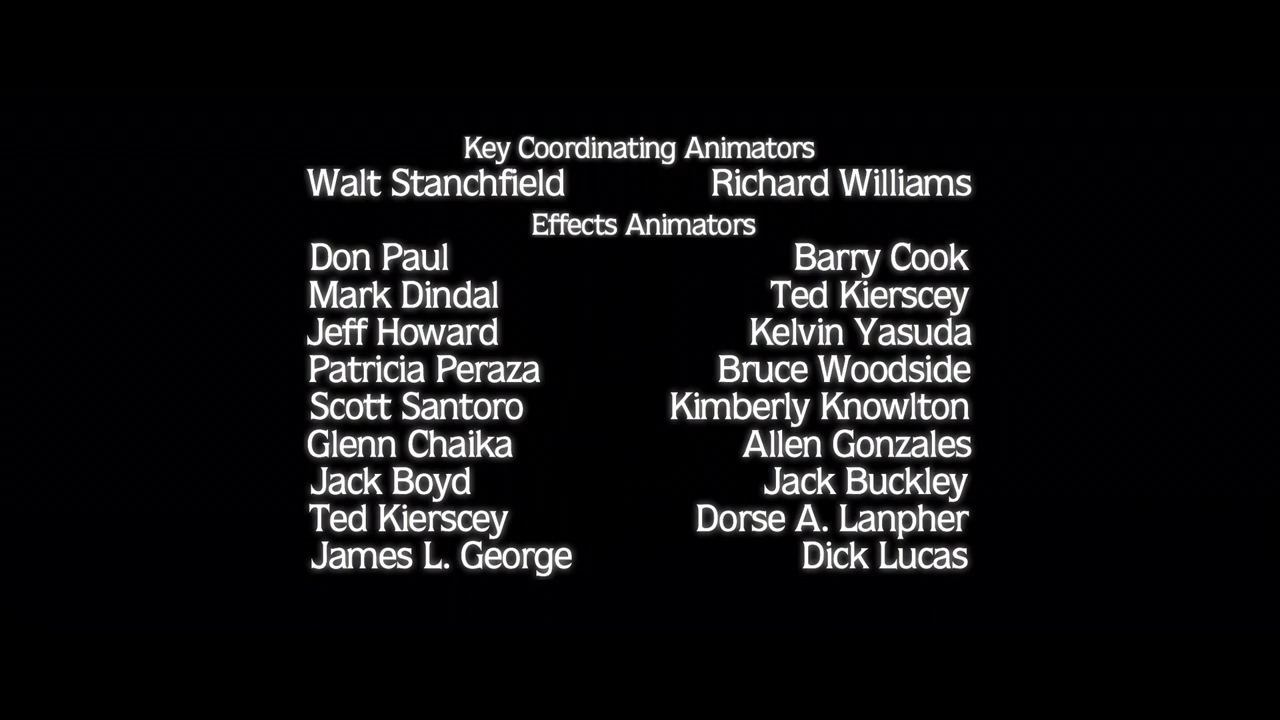 Key Coordinating Animators
Walt Stanchfield Richard Williams
Effects Animators
Don Paul Barry Cook
Mark Dindal Ted Kierscey
Jeff Howard Kelvin Yasuda
Patricia Peraza Bruce Woodside
Scott Santoro Kimberly Knowlton
Glenn Chaika Allen Gonzales
Jack Boyd Jack Buckley
Ted Kierscey Dorse A. Lanpher
James L. George Dick Lucas